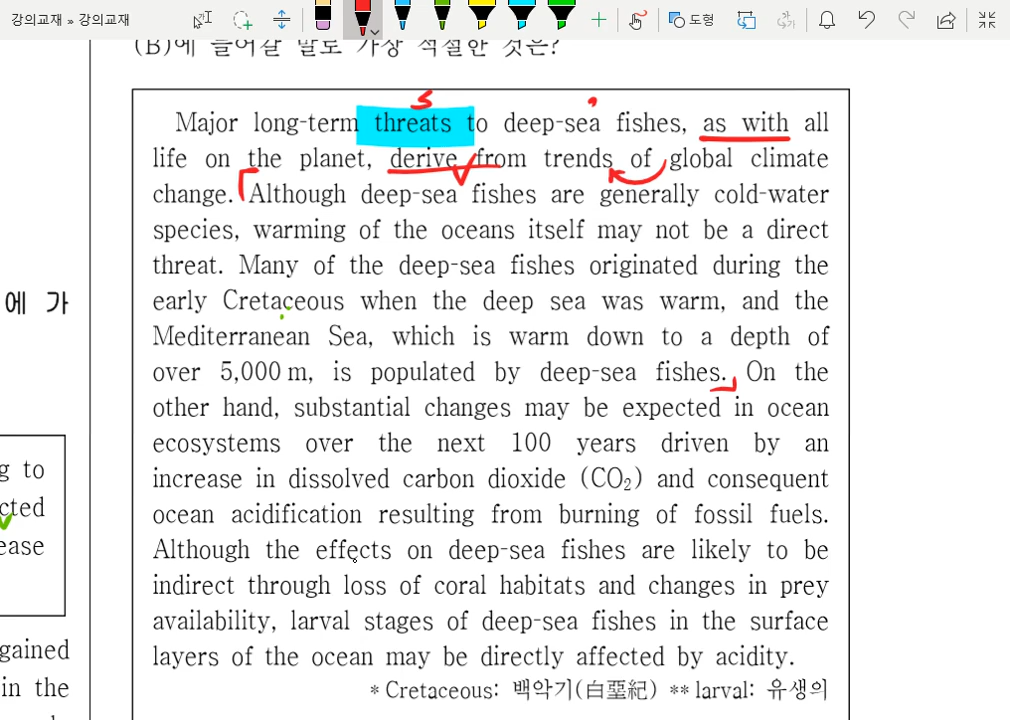 강의교재 » 강의교재
도형
(B)에 들어갈 말로 가장 적절한 것은?
Major long-term threats to deep-sea fishes, as with all
life on the planet, derive from trends of global climate
change. Although deep-sea fishes are generally cold-water
species, warming of the oceans itself may not be a direct
threat. Many of the deep-sea fishes originated during the
early Cretaceous when the deep sea was warm, and the
Mediterranean Sea, which is warm down to a depth of
over 5,000 m, is populated by deep-sea fishes. On the
other hand, substantial changes may be expected in ocean
ecosystems over the next 100 years driven by an
increase in dissolved carbon dioxide (CO₂) and consequent
ocean acidification resulting from burning of fossil fuels.
Although the effects on deep-sea fishes are likely to be
indirect through loss of coral habitats and changes in prey
availability, larval stages of deep-sea fishes in the surface
layers of the ocean may be directly affected by acidity.
* Cretaceous: 백악기(白堊紀) ** larval: 유생의
에 가
g to
cted
ease
gained
in the